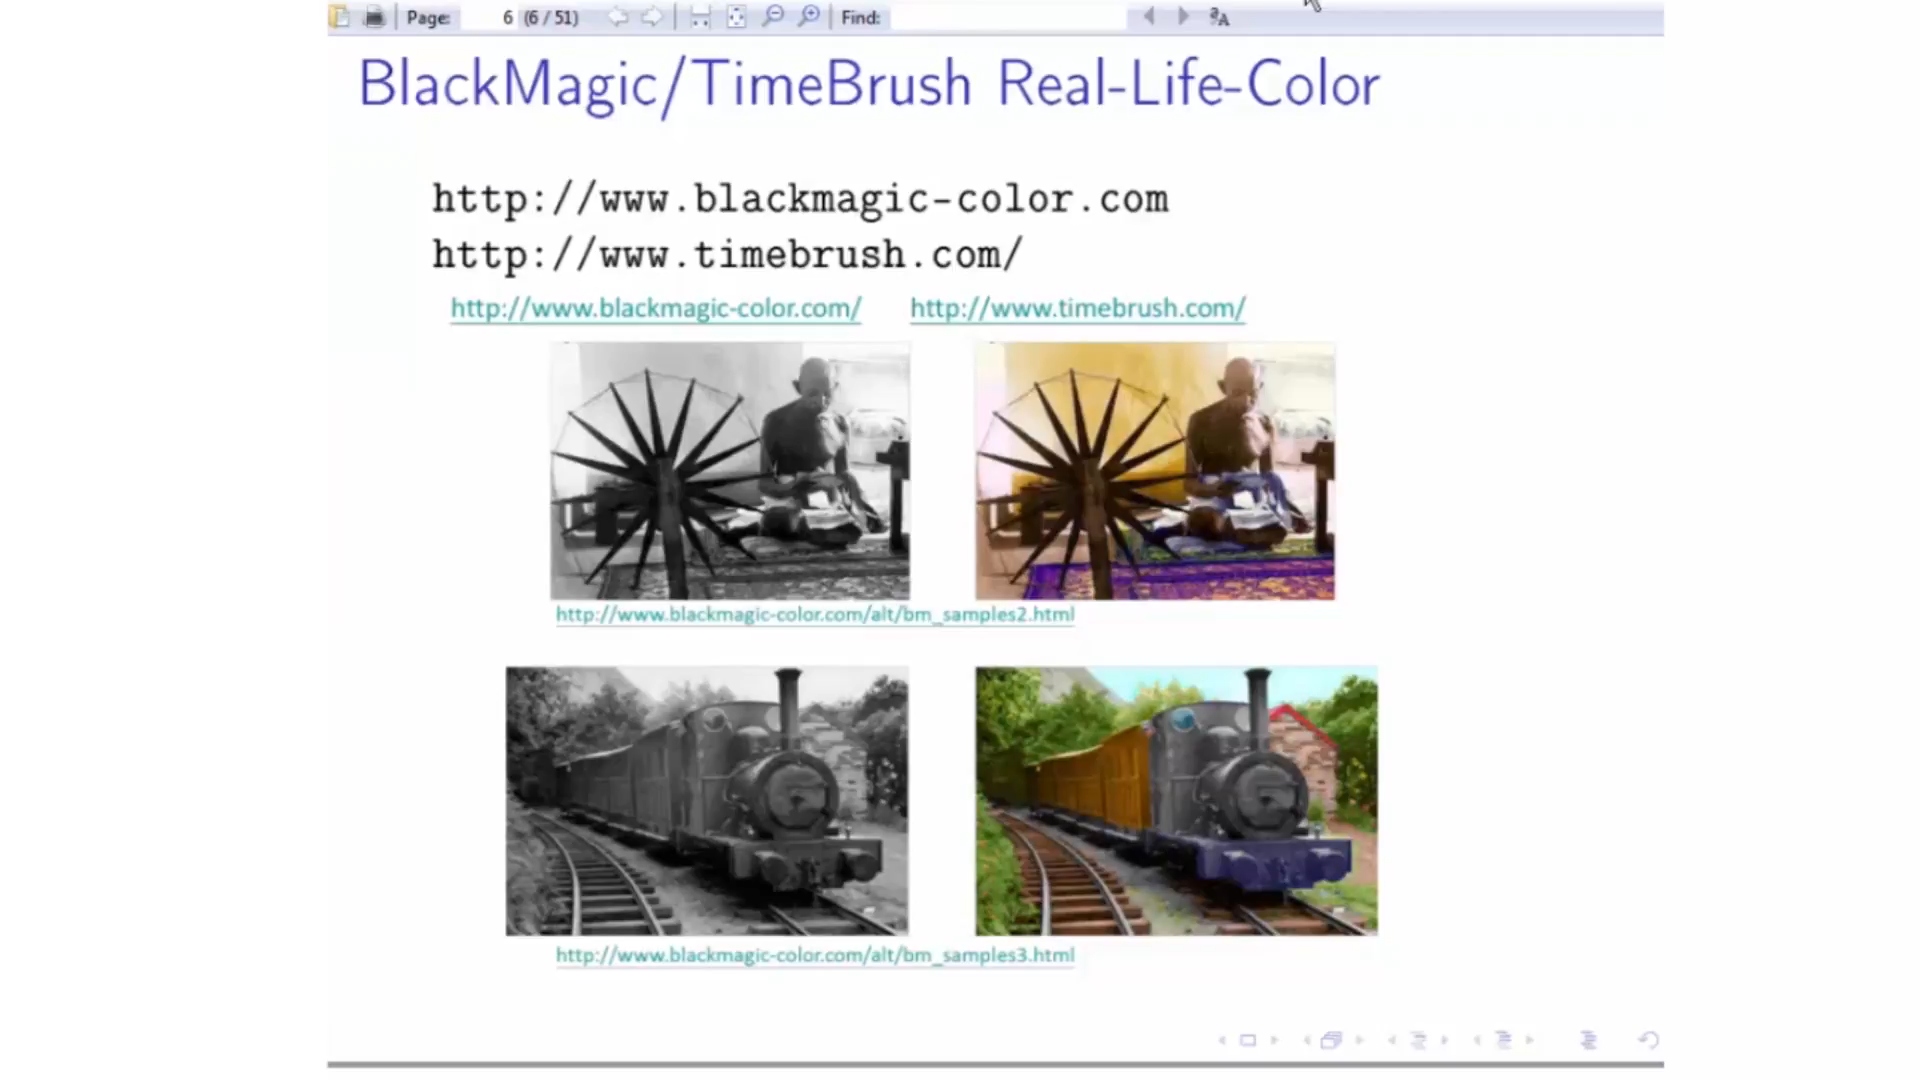 Page: 6 (6 / 51) Find:
BlackMagic/TimeBrush Real-Life-Color
http://www.blackmagic-color.com
http://www.timebrush.com/
http://www.blackmagic-color.com/ http://www.timebrush.com/
http://www.blackmagic-color.com/alt/bm_samples2.html
http://www.blackmagic-color.com/alt/bm_samples3.html